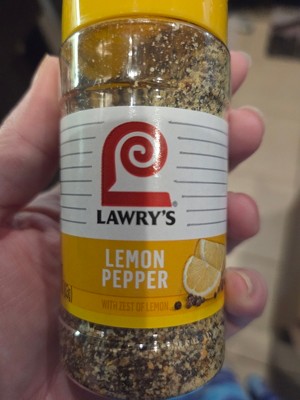 LAWRY'S
LEMON
PEPPER
WITH ZEST OF LEMON